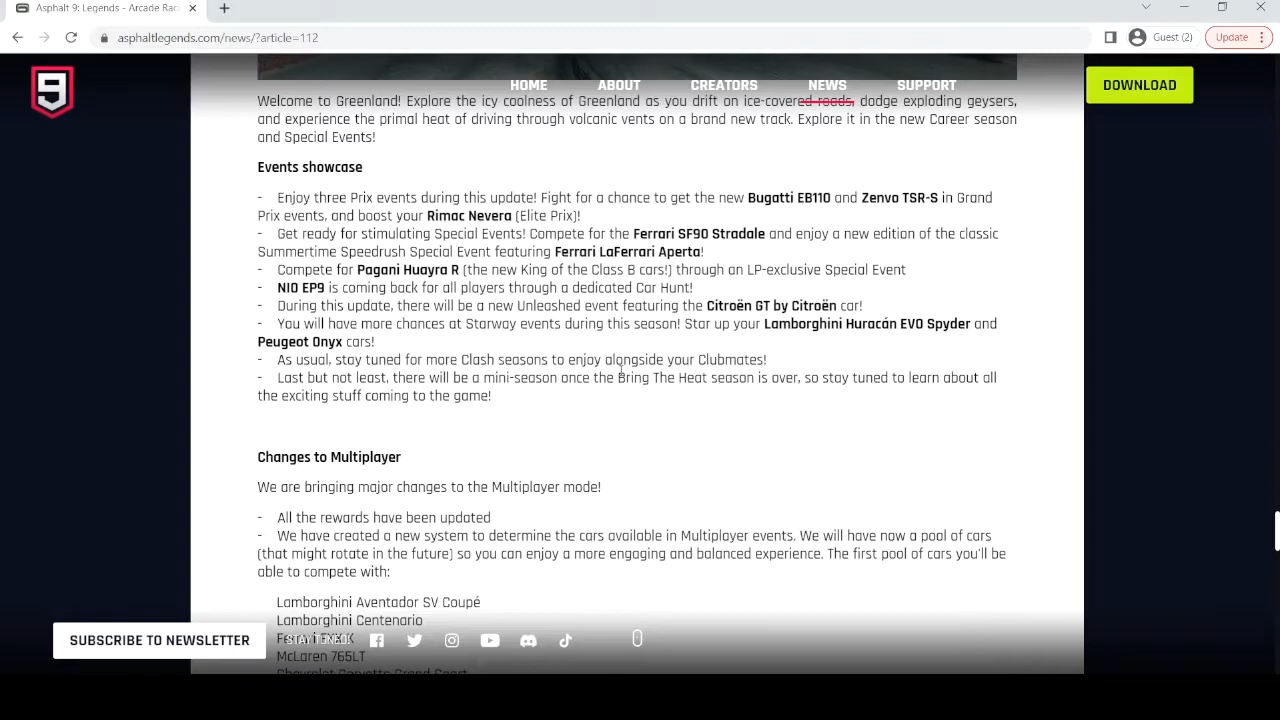 Asphalt 9: Legends - Arcade Rac
asphaltlegends.com/news/?article=112
Guest (2)
Update
9
HOME
ABOUT
CREATORS
NEWS
SUPPORT
DOWNLOAD
Welcome to Greenland! Explore the icy coolness of Greenland as you drift on ice-covered roads, dodge exploding geysers,
and experience the primal heat of driving through volcanic vents on a brand new track. Explore it in the new Career season
and Special Events!
Events showcase
- Enjoy three Prix events during this update! Fight for a chance to get the new Bugatti EB110 and Zenvo TSR-S in Grand
Prix events, and boost your Rimac Nevera (Elite Prix)!
- Get ready for stimulating Special Events! Compete for the Ferrari SF90 Stradale and enjoy a new edition of the classic
Summertime Speedrush Special Event featuring Ferrari LaFerrari Aperta!
- Compete for Pagani Huayra R (the new King of the Class B cars!) through an LP-exclusive Special Event
- NIO EP9 is coming back for all players through a dedicated Car Hunt!
- During this update, there will be a new Unleashed event featuring the Citroën GT by Citroën car!
- You will have more chances at Starway events during this season! Star up your Lamborghini Huracán EVO Spyder and
Peugeot Onyx cars!
- As usual, stay tuned for more Clash seasons to enjoy alongside your Clubmates!
- Last but not least, there will be a mini-season once the Bring The Heat season is over, so stay tuned to learn about all
the exciting stuff coming to the game!
Changes to Multiplayer
We are bringing major changes to the Multiplayer mode!
- All the rewards have been updated
- We have created a new system to determine the cars available in Multiplayer events. We will have now a pool of cars
(that might rotate in the future) so you can enjoy a more engaging and balanced experience. The first pool of cars you'll be
able to compete with:
Lamborghini Aventador SV Coupé
Lamborghini Centenario
Ferrari FXX K
McLaren 765LT
Chevrolet Corvette Grand Sport
SUBSCRIBE TO NEWSLETTER
STAY TUNED!